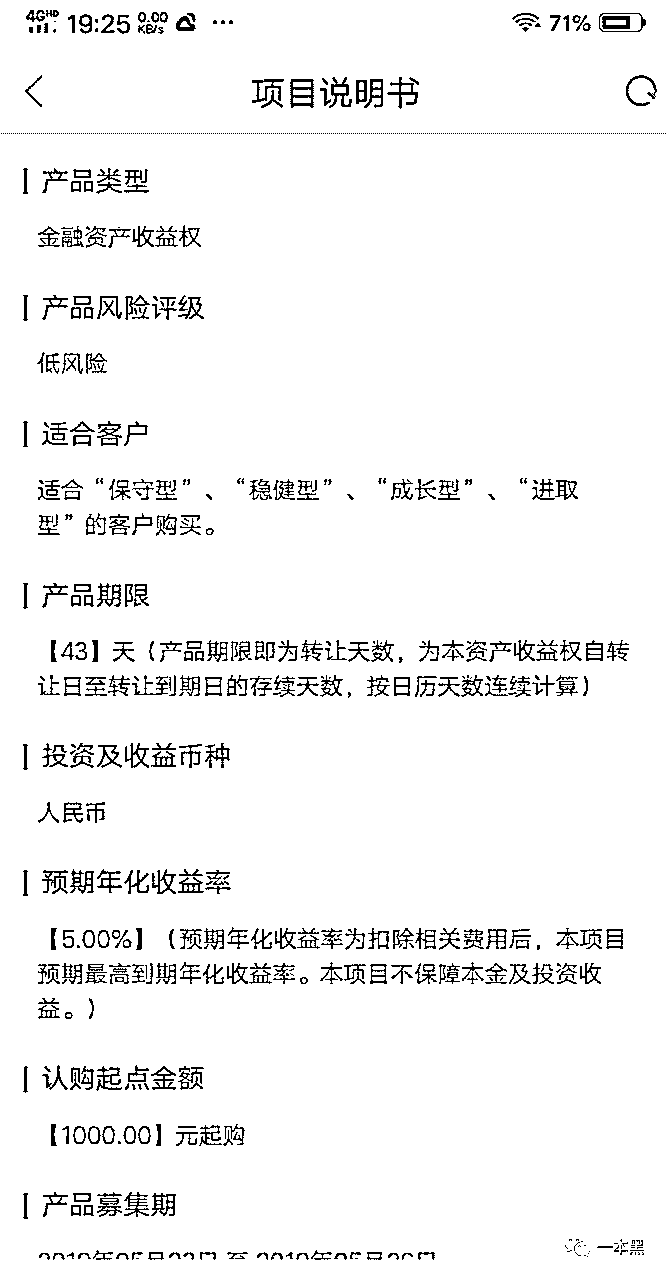 4G HD 19:25 0.00 KB/s ... 71%
项目说明书
产品类型
金融资产收益权
产品风险评级
低风险
适合客户
适合“保守型”、“稳健型”、“成长型”、“进取
型”的客户购买。
产品期限
【43】天（产品期限即为转让天数，为本资产收益权自转
让日至转让到期日的存续天数，按日历天数连续计算）
投资及收益币种
人民币
预期年化收益率
【5.00%】（预期年化收益率为扣除相关费用后，本项目
预期最高到期年化收益率。本项目不保障本金及投资收
益。）
认购起点金额
【1000.00】元起购
产品募集期
一本黑